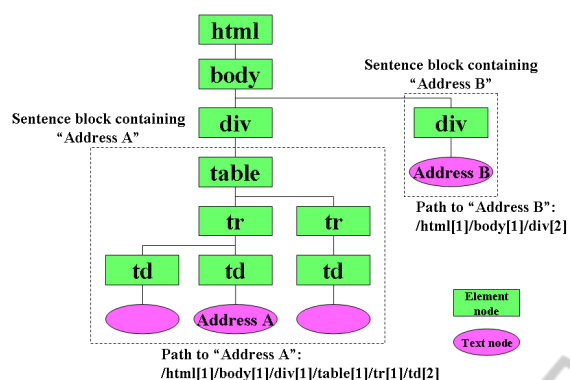 html
body
Sentence block containing
"Address B"
Sentence block containing
"Address A"
div
div
table
Address B
tr
tr
Path to "Address B":
/html[1]/body[1]/div[2]
td
td
td
Address A
Element
node
Text node
Path to "Address A":
/html[1]/body[1]/div[1]/table[1]/tr[1]/td[2]